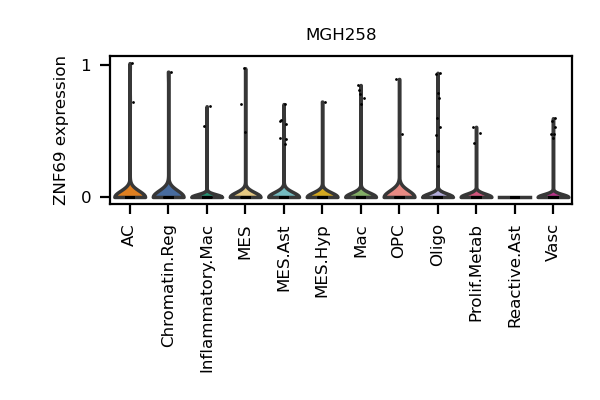 MGH258
ZNF69 expression
1
0
AC
Chromatin.Reg
Inflammatory.Mac
MES
MES.Ast
MES.Hyp
Mac
OPC
Oligo
Prolif.Metab
Reactive.Ast
Vasc